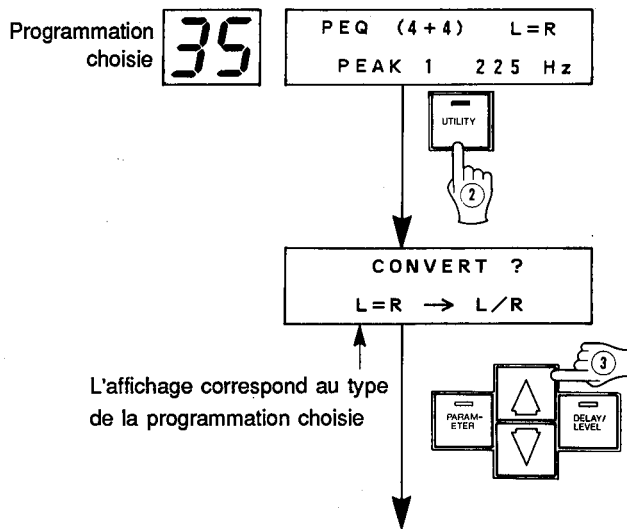 Programmation
choisie
35
PEQ (4+4) L=R
PEAK 1 225 Hz
UTILITY
2
CONVERT ?
L=R → L/R
3
L'affichage correspond au type
de la programmation choisie
PARAM-
ETER
DELAY/
LEVEL